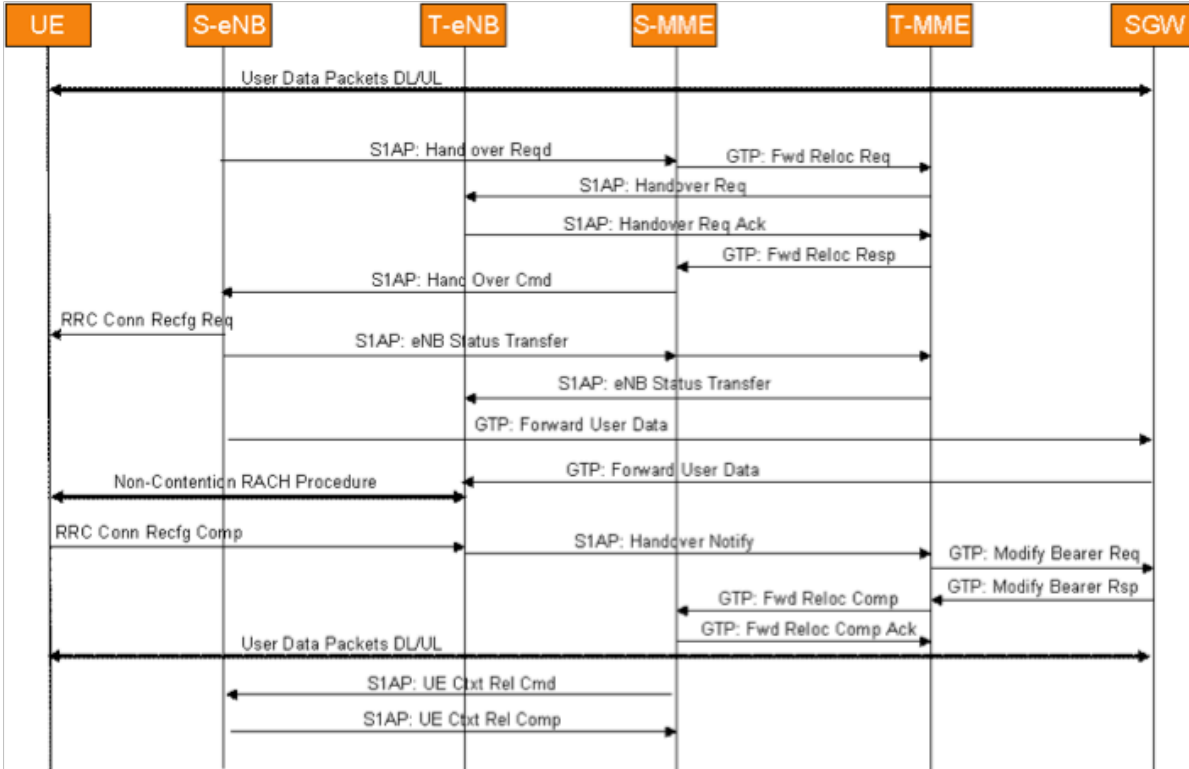 UE
S-eNB
T-eNB
S-MME
T-MME
SGW
User Data Packets DL/UL
S1AP: Hand over Reqd
GTP: Fwd Reloc Req
S1AP: Handover Req
S1AP: Handover Req Ack
GTP: Fwd Reloc Resp
S1AP: Hand Over Cmd
RRC Conn Recfg Req
S1AP: eNB Status Transfer
S1AP: eNB Status Transfer
GTP: Forward User Data
GTP: Forward User Data
Non-Contention RACH Procedure
RRC Conn Recfg Comp
S1AP: Handover Notify
GTP: Modify Bearer Req
GTP: Modify Bearer Rsp
GTP: Fwd Reloc Comp
GTP: Fwd Reloc Comp Ack
User Data Packets DL/UL
S1AP: UE Ctxt Rel Cmd
S1AP: UE Ctxt Rel Comp